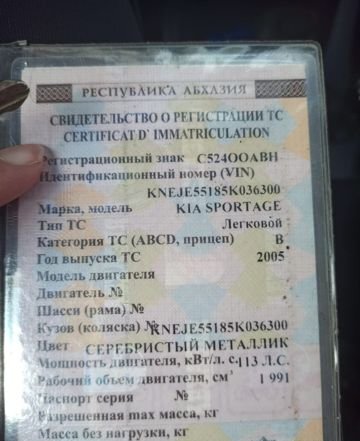 РЕСПУБЛИКА АБХАЗИЯ
СВИДЕТЕЛЬСТВО О РЕГИСТРАЦИИ ТС
CERTIFICAT D' IMMATRICULATION
Регистрационный знак С524ООАВН
Идентификационный номер (VIN)
KNEJE55185K036300
Марка, модель KIA SPORTAGE
Тип ТС Легковой
Категория ТС (ABCD, прицеп) B
Год выпуска ТС 2005
Модель двигателя
Двигатель №
Шасси (рама) №
Кузов (коляска) № KNEJE55185K036300
Цвет СЕРЕБРИСТЫЙ МЕТАЛЛИК
Мощность двигателя, кВт/л. с. 113 Л.С.
Рабочий объем двигателя, см³ 1 991
Паспорт серия №
Разрешенная max масса, кг
Масса без нагрузки, кг